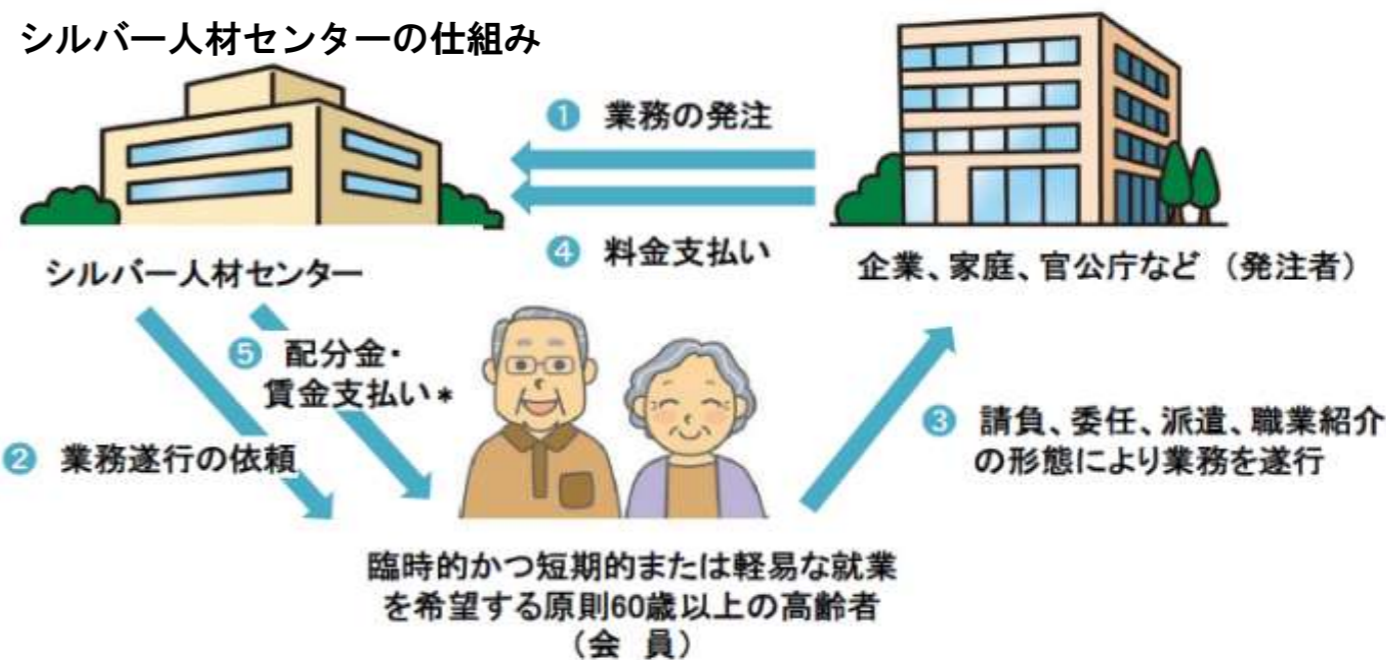 シルバー人材センターの仕組み
❶ 業務の発注
❹ 料金支払い
シルバー人材センター
企業、家庭、官公庁など （発注者）
❺ 配分金・
賃金支払い＊
❷ 業務遂行の依頼
❸ 請負、委任、派遣、職業紹介
の形態により業務を遂行
臨時的かつ短期的または軽易な就業
を希望する原則60歳以上の高齢者
（会　員）